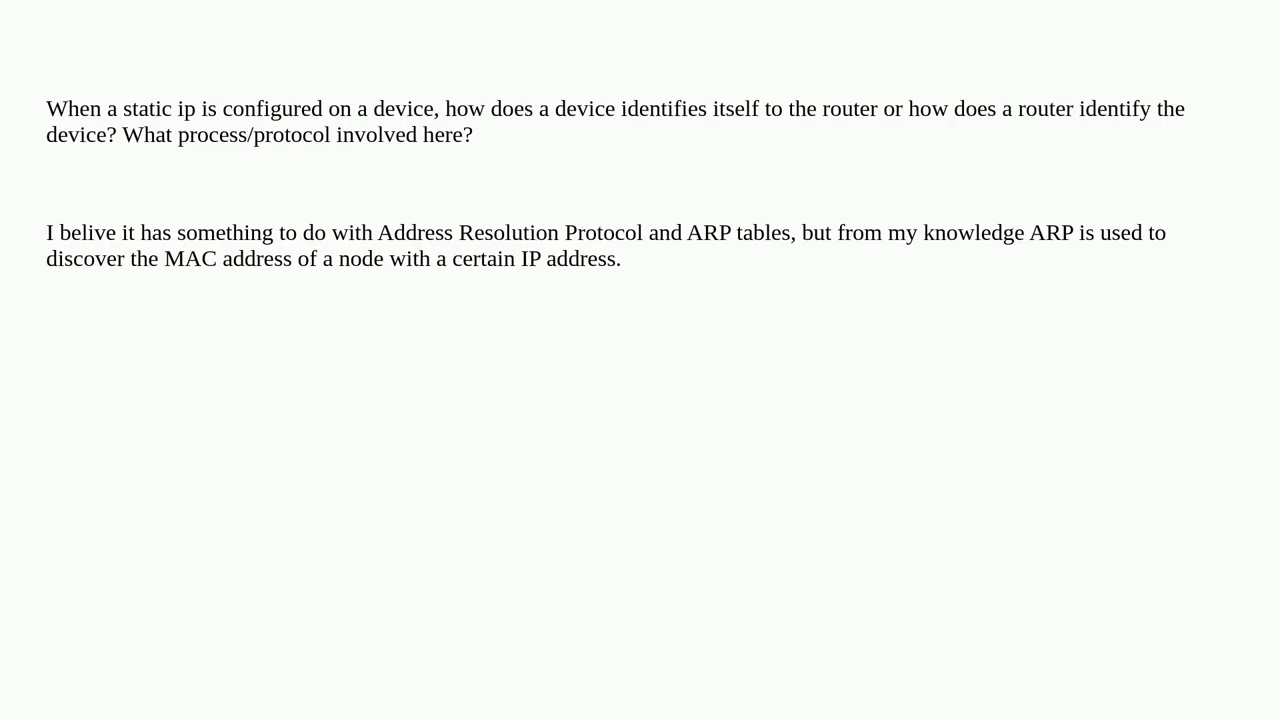 When a static ip is configured on a device, how does a device identifies itself to the router or how does a router identify the
device? What process/protocol involved here?
I belive it has something to do with Address Resolution Protocol and ARP tables, but from my knowledge ARP is used to
discover the MAC address of a node with a certain IP address.